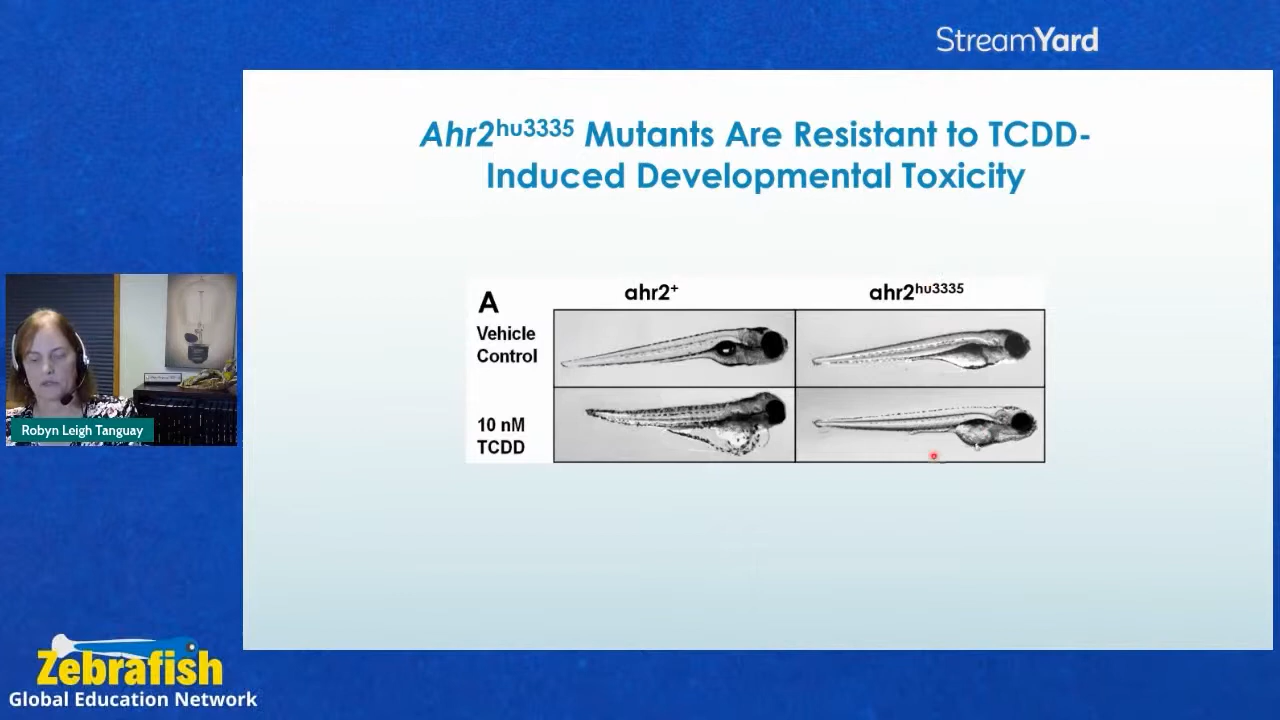 StreamYard
Ahr2hu3335 Mutants Are Resistant to TCDD-
Induced Developmental Toxicity
A
ahr2+
ahr2hu3335
Vehicle
Control
10 nM
TCDD
Robyn Leigh Tanguay
Zebrafish
Global Education Network